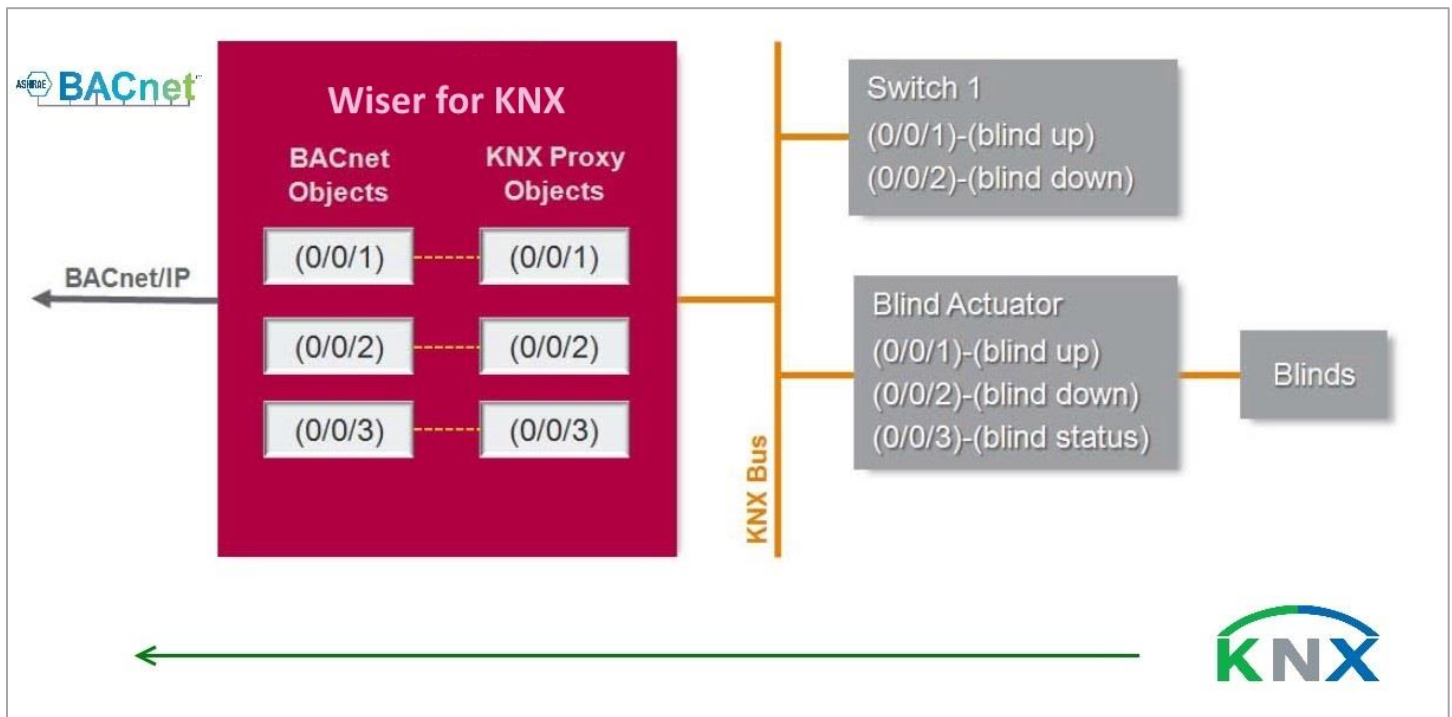 ASHRAE BACnet™
Wiser for KNX
BACnet
Objects
KNX Proxy
Objects
(0/0/1)
(0/0/1)
(0/0/2)
(0/0/2)
(0/0/3)
(0/0/3)
BACnet/IP
KNX Bus
Switch 1
(0/0/1)-(blind up)
(0/0/2)-(blind down)
Blind Actuator
(0/0/1)-(blind up)
(0/0/2)-(blind down)
(0/0/3)-(blind status)
Blinds
KNX